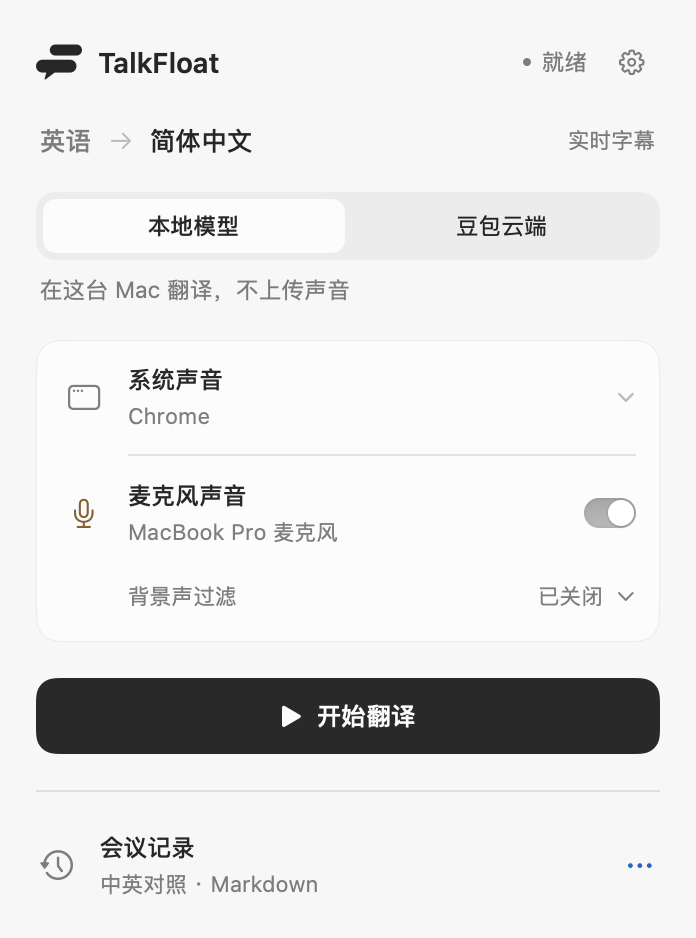 TalkFloat
• 就绪
英语 → 简体中文
实时字幕
本地模型
豆包云端
在这台 Mac 翻译，不上传声音
系统声音
Chrome
麦克风声音
MacBook Pro 麦克风
背景声过滤
已关闭
开始翻译
会议记录
中英对照 · Markdown